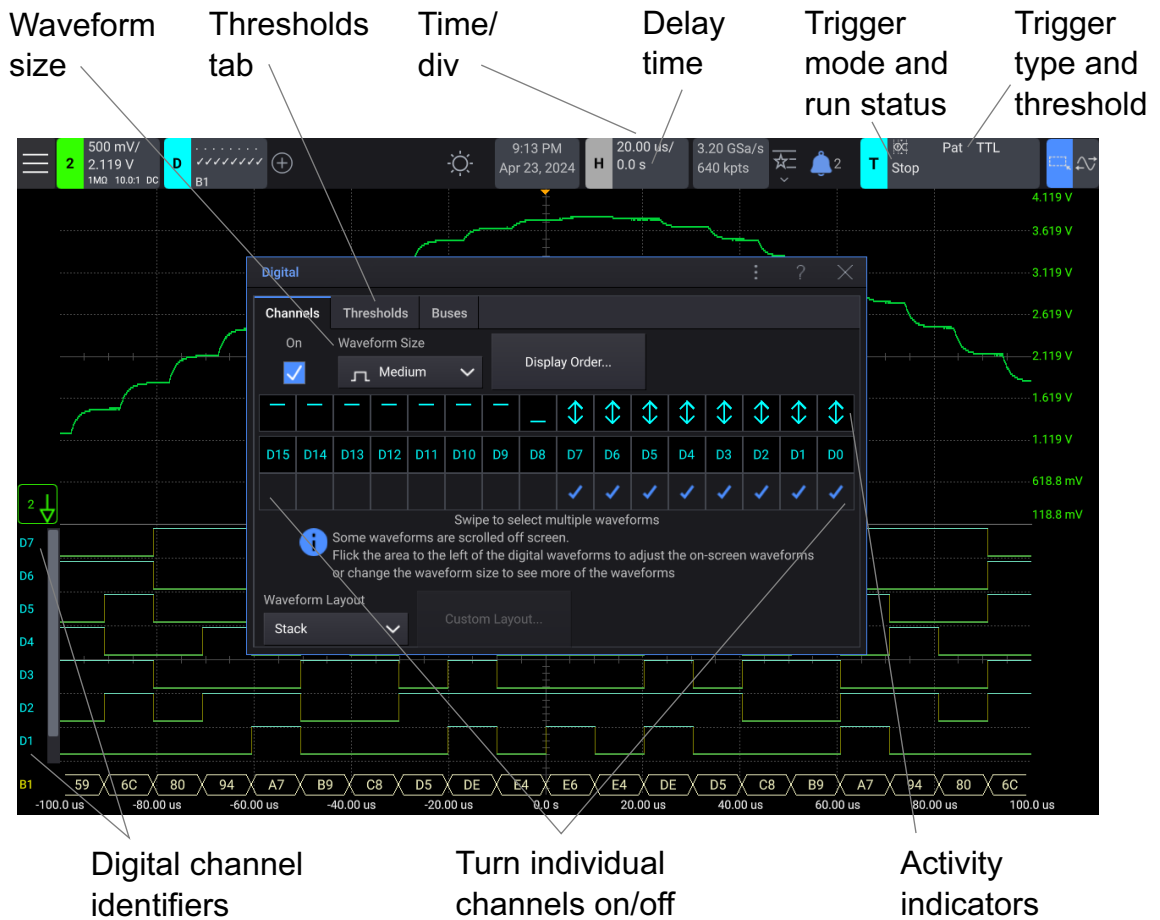 Waveform
size
Thresholds
tab
Time/
div
Delay
time
Trigger
mode and
run status
Trigger
type and
threshold
2
500 mV/
2.119 V
1MΩ 10.0:1 DC
D
B1
9:13 PM
Apr 23, 2024
H
20.00 us/
0.0 s
3.20 GSa/s
640 kpts
2
T
Stop
Pat TTL
4.119 V
3.619 V
3.119 V
2.619 V
2.119 V
1.619 V
1.119 V
618.8 mV
118.8 mV
Digital
?
Channels Thresholds Buses
On Waveform Size
Medium
Display Order...
D15 D14 D13 D12 D11 D10 D9 D8 D7 D6 D5 D4 D3 D2 D1 D0
Swipe to select multiple waveforms
Some waveforms are scrolled off screen.
Flick the area to the left of the digital waveforms to adjust the on-screen waveforms
or change the waveform size to see more of the waveforms
Waveform Layout
Stack
Custom Layout...
2
D7
D6
D5
D4
D3
D2
D1
B1 59 6C 80 94 A7 B9 C8 D5 DE E4 E6 E4 DE D5 C8 B9 A7 94 80 6C
-100.0 us -80.00 us -60.00 us -40.00 us -20.00 us 0.0 s 20.00 us 40.00 us 60.00 us 80.00 us 100.0 us
Digital channel
identifiers
Turn individual
channels on/off
Activity
indicators